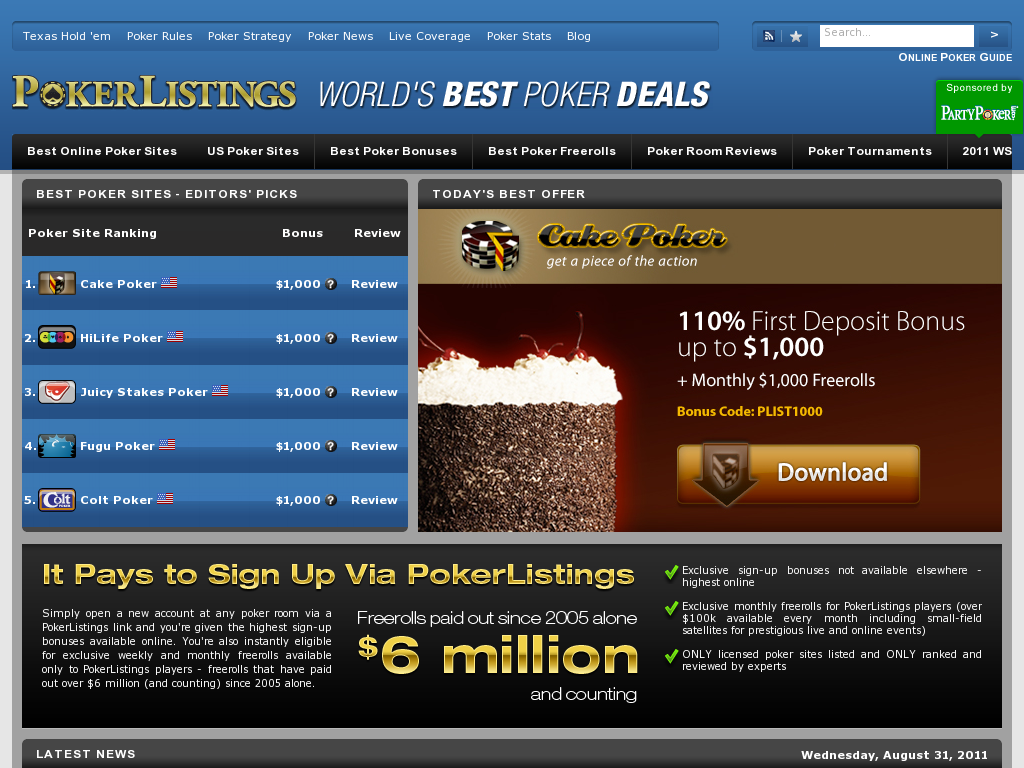 Texas Hold 'em Poker Rules Poker Strategy Poker News Live Coverage Poker Stats Blog
Search...
>
ONLINE POKER GUIDE
POKERLISTINGS
WORLD'S BEST POKER DEALS
Sponsored by
PARTYPOKER
Best Online Poker Sites US Poker Sites Best Poker Bonuses Best Poker Freerolls Poker Room Reviews Poker Tournaments 2011 WS
BEST POKER SITES - EDITORS' PICKS
Poker Site Ranking Bonus Review
1. Cake Poker $1,000 ? Review
2. HiLife Poker $1,000 ? Review
3. Juicy Stakes Poker $1,000 ? Review
4. Fugu Poker $1,000 ? Review
5. Colt Colt Poker $1,000 ? Review
TODAY'S BEST OFFER
Cake Poker
get a piece of the action
110% First Deposit Bonus
up to $1,000
+ Monthly $1,000 Freerolls
Bonus Code: PLIST1000
Download
It Pays to Sign Up Via PokerListings
Simply open a new account at any poker room via a
PokerListings link and you're given the highest sign-up
bonuses available online. You're also instantly eligible
for exclusive weekly and monthly freerolls available
only to PokerListings players - freerolls that have paid
out over $6 million (and counting) since 2005 alone.
Freerolls paid out since 2005 alone
$6 million
and counting
Exclusive sign-up bonuses not available elsewhere -
highest online
Exclusive monthly freerolls for PokerListings players (over
$100k available every month including small-field
satellites for prestigious live and online events)
ONLY licensed poker sites listed and ONLY ranked and
reviewed by experts
LATEST NEWS
Wednesday, August 31, 2011